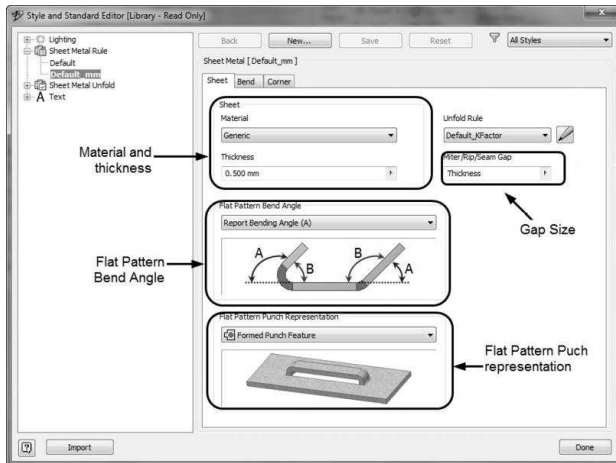 Style and Standard Editor [Library - Read Only]
Lighting
Sheet Metal Rule
Default
Default_mm
Sheet Metal Unfold
Text
Back
New...
Save
Reset
All Styles
Sheet Metal [ Default_mm ]
Sheet
Bend
Corner
Sheet
Material
Generic
Thickness
0.500 mm
Unfold Rule
Default_KFactor
Miter/Rip/Seam Gap
Thickness
Material and
thickness
Gap Size
Flat Pattern Bend Angle
Report Bending Angle (A)
A
B
B
A
Flat Pattern
Bend Angle
Flat Pattern Punch Representation
Formed Punch Feature
Flat Pattern Puch
representation
Import
Done